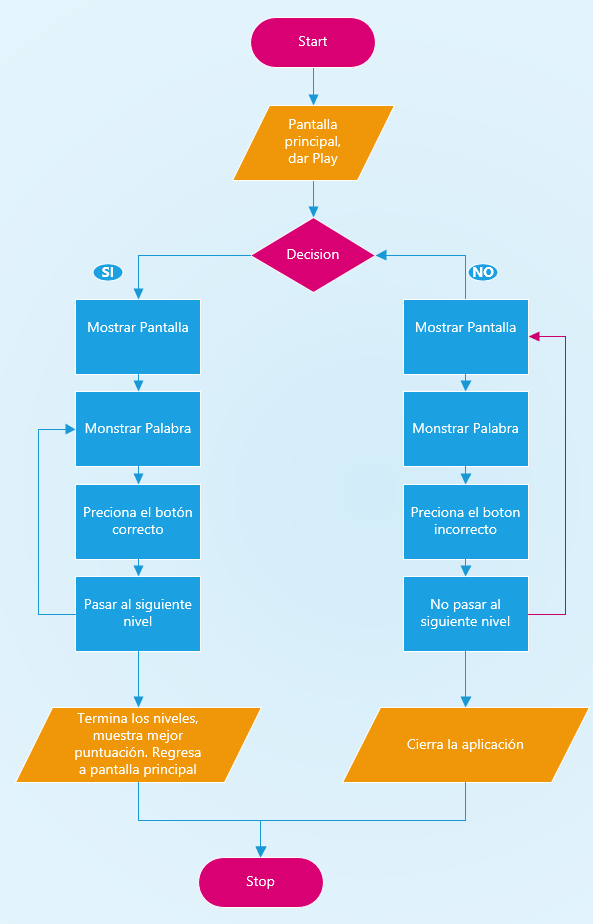 Start
Pantalla
principal,
dar Play
Decision
SI
NO
Mostrar Pantalla
Mostrar Pantalla
Monstrar Palabra
Monstrar Palabra
Preciona el botón
correcto
Preciona el boton
incorrecto
Pasar al siguiente
nivel
No pasar al
siguiente nivel
Termina los niveles,
muestra mejor
puntuación. Regresa
a pantalla principal
Cierra la aplicación
Stop